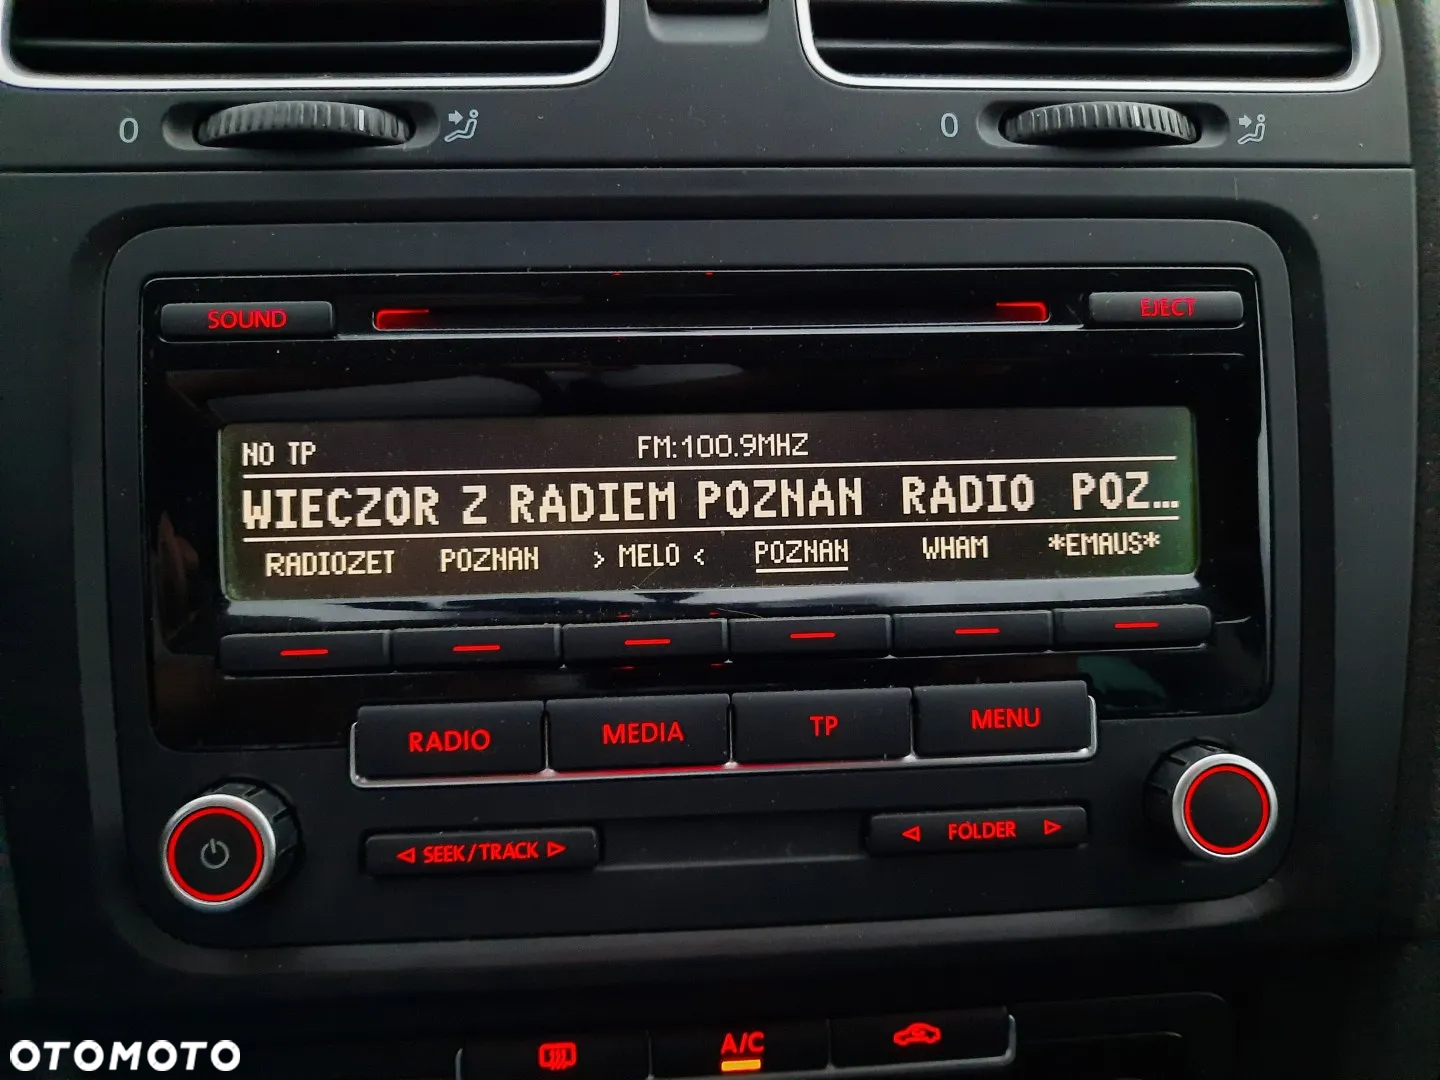 0
0
SOUND
EJECT
NO TP FM:100.9MHZ
WIECZOR Z RADIEM POZNAN RADIO POZ...
RADIOZET POZNAN > MELO < POZNAN WHAM *EMAUS*
RADIO MEDIA TP MENU
SEEK/TRACK
FOLDER
A/C
OTOMOTO